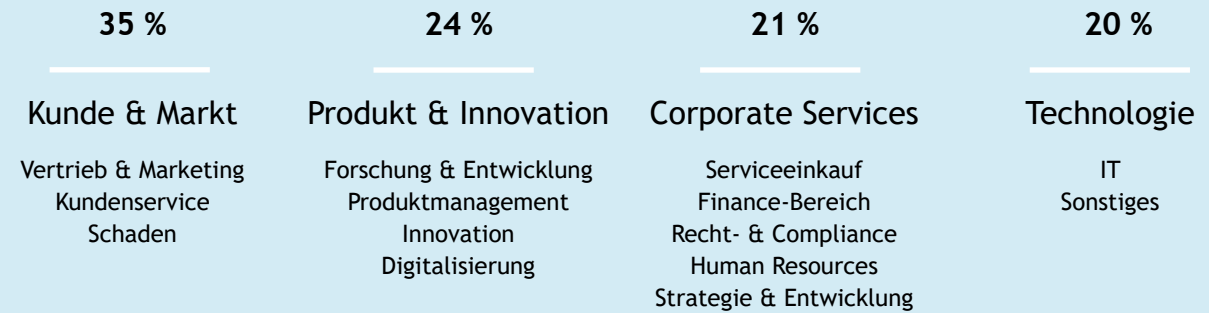 35 %
Kunde & Markt
Vertrieb & Marketing
Kundenservice
Schaden
24 %
Produkt & Innovation
Forschung & Entwicklung
Produktmanagement
Innovation
Digitalisierung
21 %
Corporate Services
Serviceeinkauf
Finance-Bereich
Recht- & Compliance
Human Resources
Strategie & Entwicklung
20 %
Technologie
IT
Sonstiges